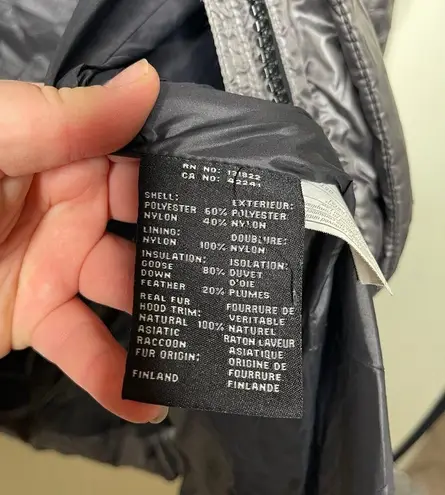 RN NO: 121822
CA NO: 42241
SHELL: EXTERIEUR:
POLYESTER 60% POLYESTER
NYLON 40% NYLON
LINING: DOUBLURE:
NYLON 100% NYLON
INSULATION: ISOLATION:
GOOSE DUVET
DOWN 80% D'OIE
FEATHER 20% PLUMES
REAL FUR FOURRURE DE
HOOD TRIM: VERITABLE
NATURAL 100% NATUREL
ASIATIC RATON LAVEUR
RACCOON ASIATIQUE
FUR ORIGIN: ORIGINE DE
FOURRURE
FINLAND FINLANDE